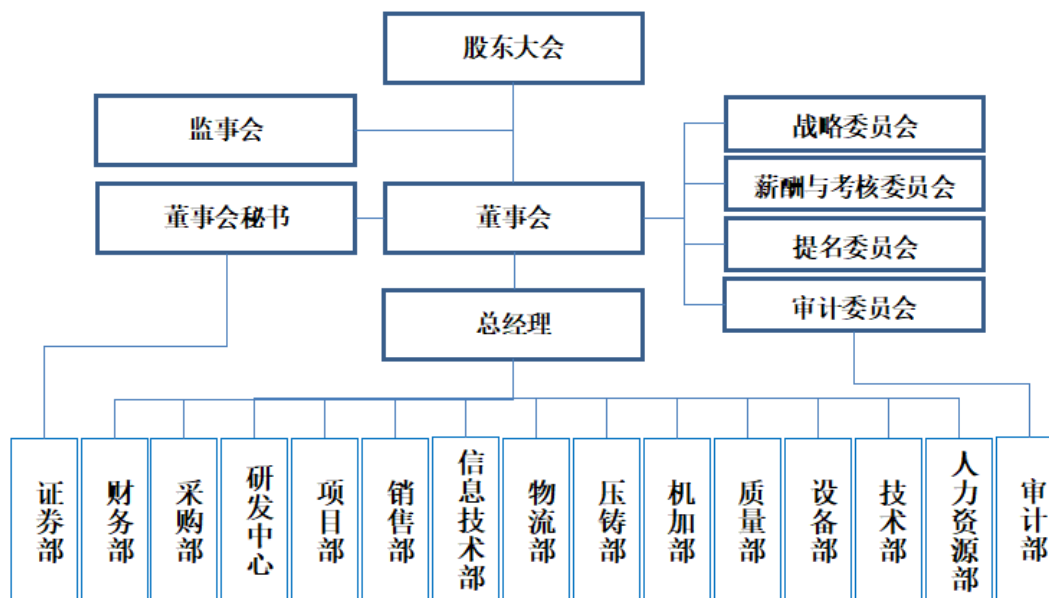 股东大会
监事会
战略委员会
薪酬与考核委员会
董事会秘书
董事会
提名委员会
审计委员会
总经理
证券部
财务部
采购部
研发中心
项目部
销售部
信息技术部
物流部
压铸部
机加部
质量部
设备部
技术部
人力资源部
审计部